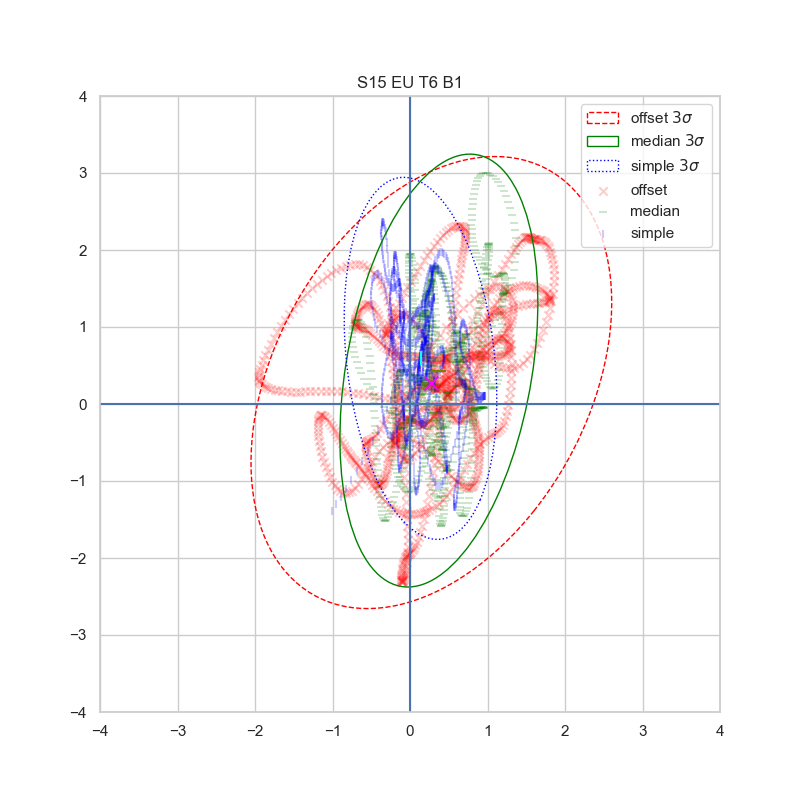 S15 EU T6 B1
offset 3σ
median 3σ
simple 3σ
offset
median
simple
4
3
2
1
0
−1
−2
−3
−4
−4 −3 −2 −1 0 1 2 3 4